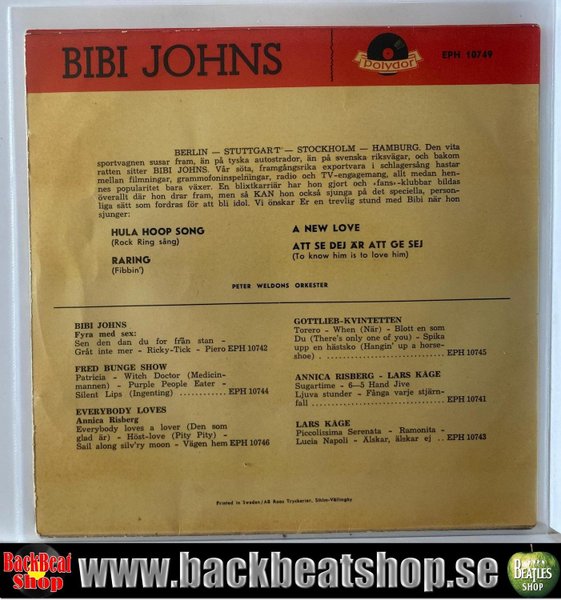 BIBI JOHNS
Polydor
EPH 10749
BERLIN — STUTTGART — STOCKHOLM — HAMBURG. Den vita
sportvagnen susar fram, än på tyska autostrador, än på svenska riksvägar, och bakom
ratten sitter BIBI JOHNS. Vår söta, framgångsrika exportvara i schlagersång hastar
mellan filmningar, grammofoninspelningar, radio och TV-engagemang, allt medan hen-
nes popularitet bara växer. En blixtkarriär har hon gjort och »fans»-klubbar bildas
överallt där hon drar fram, men så KAN hon också sjunga på det speciella, person-
liga sätt som fordras för att bli idol. Vi önskar Er en trevlig stund med Bibi när hon
sjunger:
HULA HOOP SONG
(Rock Ring sång)
RARING
(Fibbin')
A NEW LOVE
ATT SE DEJ ÄR ATT GE SEJ
(To know him is to love him)
PETER WELDONS ORKESTER
BIBI JOHNS
Fyra med sex:
Sen den dan du for från stan -
Gråt inte mer - Ricky-Tick - Piero EPH 10742
FRED BUNGE SHOW
Patricia - Witch Doctor (Medicin-
mannen) - Purple People Eater -
Silent Lips (Ingenting) ............ EPH 10744
EVERYBODY LOVES
Annica Risberg
Everybody loves a lover (Den som
glad är) - Höst-love (Pity Pity) -
Sail along silv'ry moon - Vägen hem EPH 10746
GOTTLIEB-KVINTETTEN
Torero - When (När) - Blott en som
Du (There's only one of you) - Spika
upp en hästsko (Hangin' up a horse-
shoe) . ............................ EPH 10745
ANNICA RISBERG - LARS KÅGE
Sugartime - 6—5 Hand Jive
Ljuva stunder - Fånga varje stjärn-
fall ................................ EPH 10741
LARS KÅGE
Piccolissima Serenata - Ramonita -
Lucia Napoli - Älskar, älskar ej .. EPH 10743
Printed in Sweden/AB Roos Tryckerier, Sthlm-Vällingby
BackBeat
Shop
www.backbeatshop.se
BEATLES
SHOP